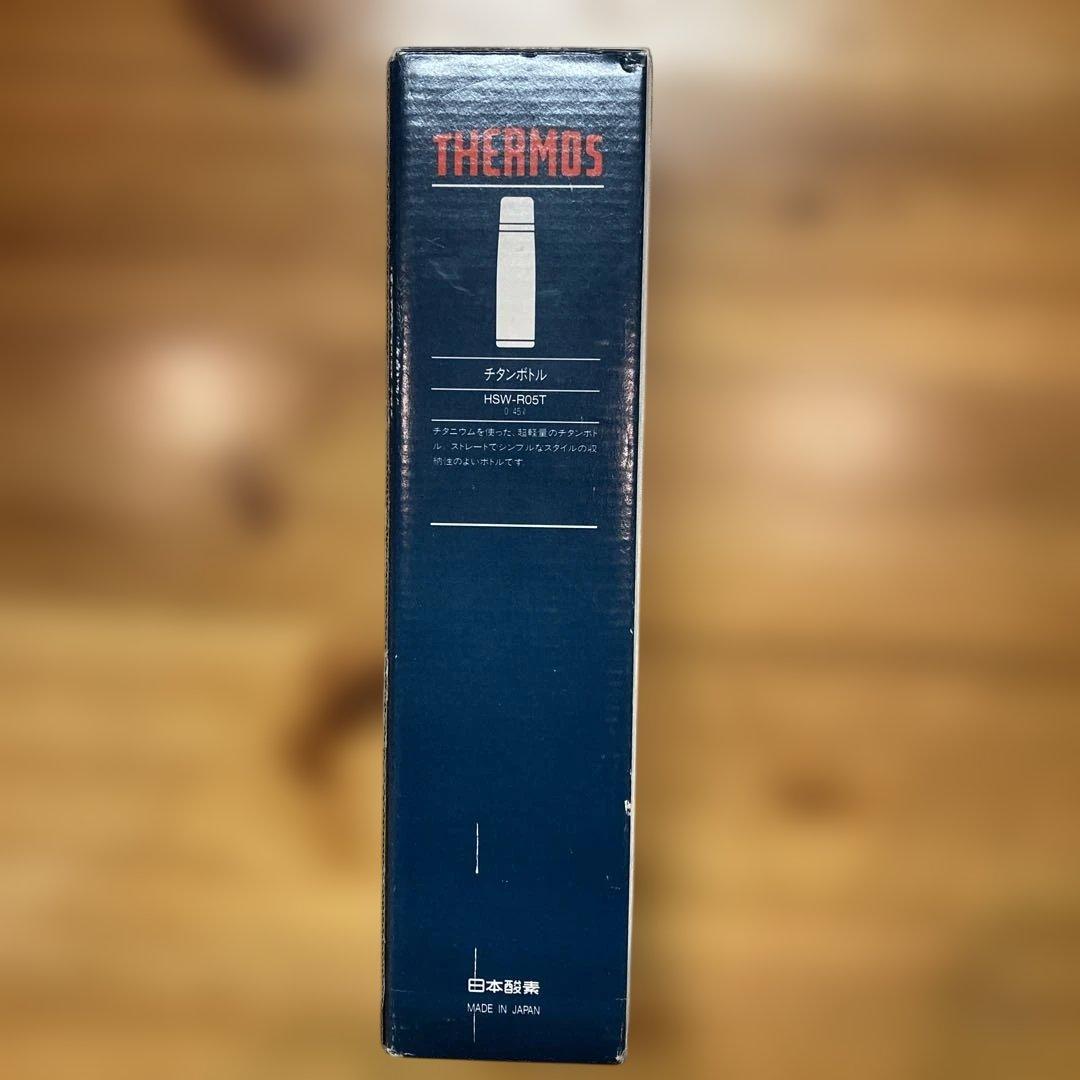 THERMOS
チタンボトル
HSW-R05T
0.45ℓ
チタニウムを使った、超軽量のチタンボト
ル。ストレートでシンプルなスタイルの収
納性のよいボトルです
日本酸素
MADE IN JAPAN